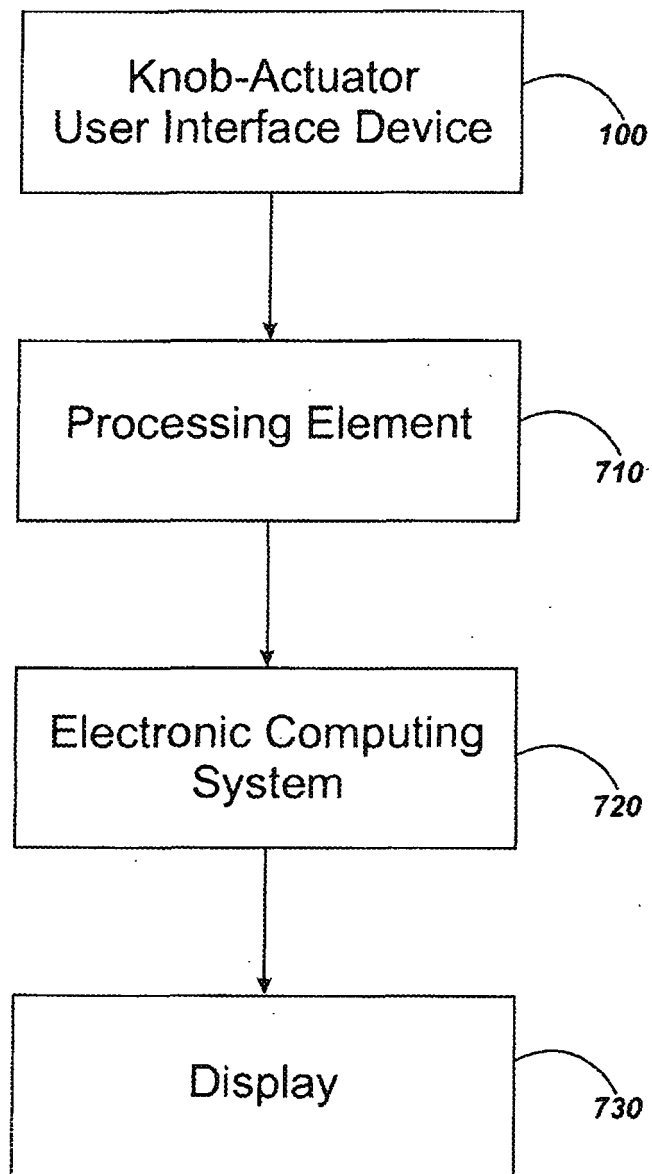 Knob-Actuator
User Interface Device
100
Processing Element
710
Electronic Computing
System
720
Display
730